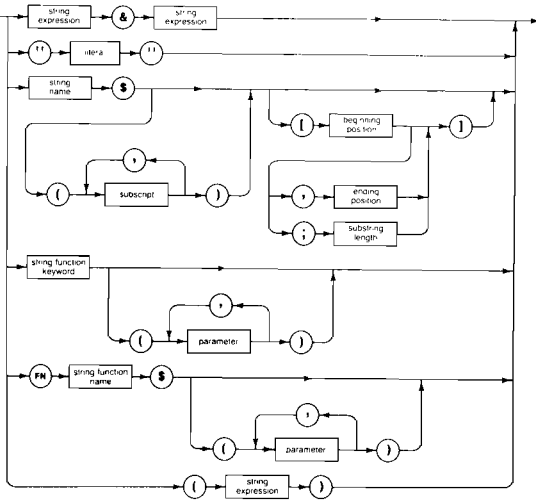 string expression & string expression
" litera "
string name $ [ beginning position ]
( , subscript ) , ending position
; substring length
string function keyword
( , parameter )
FN string function name $
( , parameter )
( string expression )